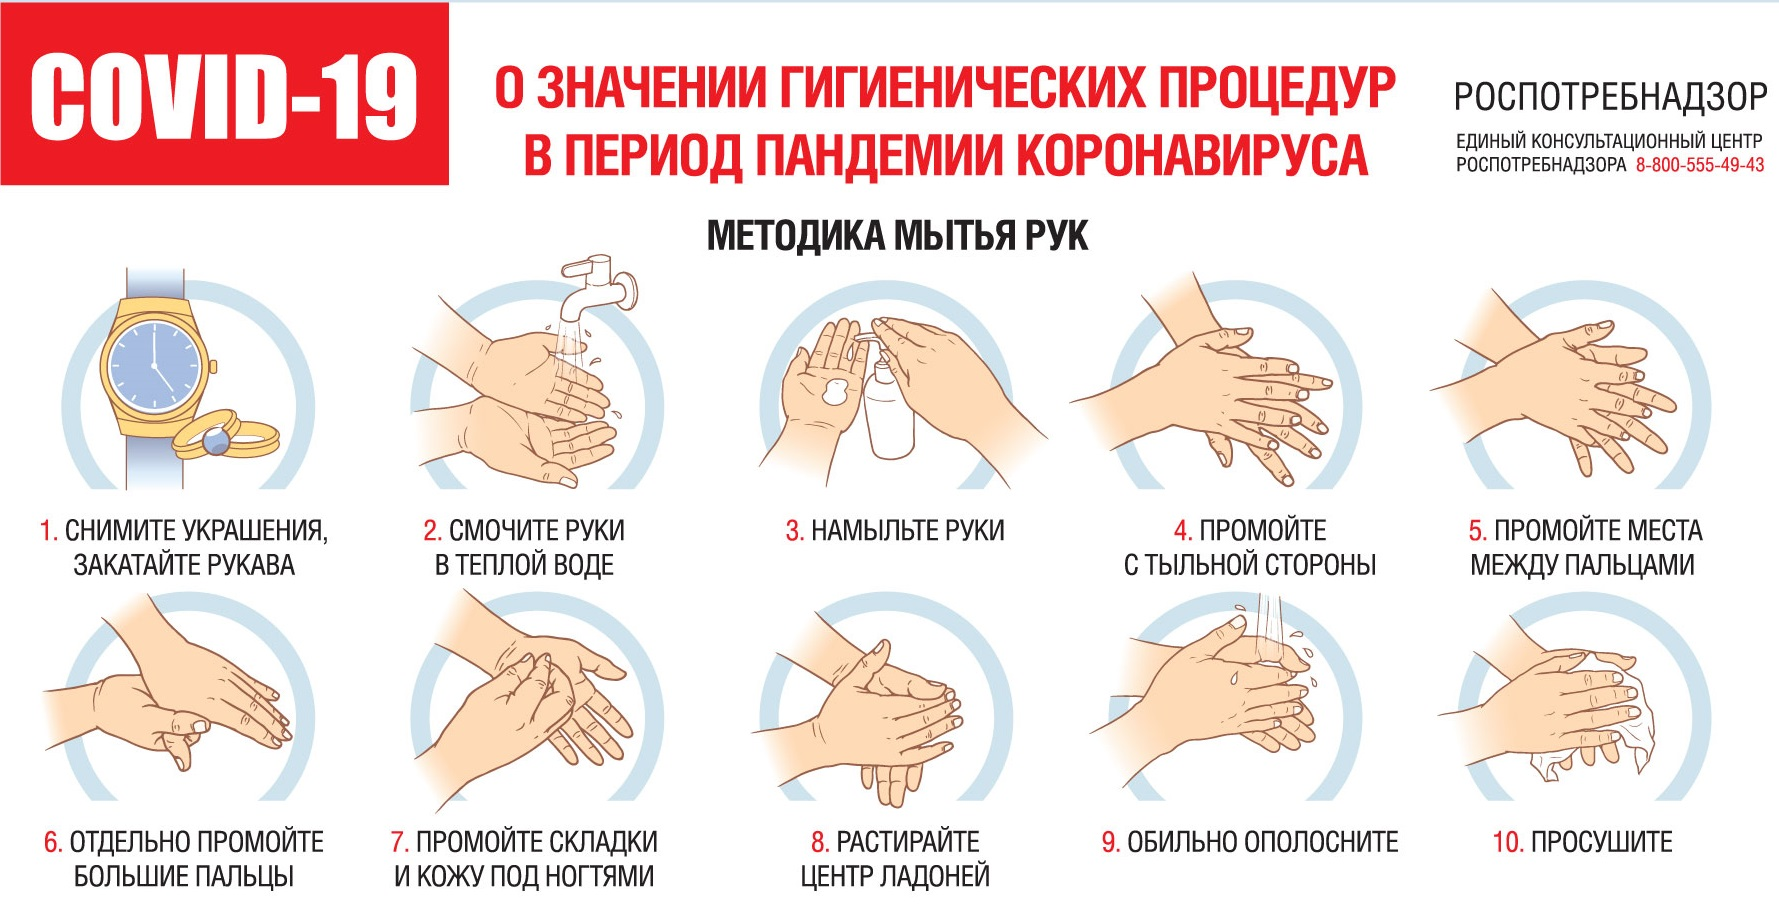 COVID-19
О ЗНАЧЕНИИ ГИГИЕНИЧЕСКИХ ПРОЦЕДУР
В ПЕРИОД ПАНДЕМИИ КОРОНАВИРУСА
РОСПОТРЕБНАДЗОР
ЕДИНЫЙ КОНСУЛЬТАЦИОННЫЙ ЦЕНТР
РОСПОТРЕБНАДЗОРА 8-800-555-49-43
МЕТОДИКА МЫТЬЯ РУК
1. СНИМИТЕ УКРАШЕНИЯ,
ЗАКАТАЙТЕ РУКАВА
2. СМОЧИТЕ РУКИ
В ТЕПЛОЙ ВОДЕ
3. НАМЫЛЬТЕ РУКИ
4. ПРОМОЙТЕ
С ТЫЛЬНОЙ СТОРОНЫ
5. ПРОМОЙТЕ МЕСТА
МЕЖДУ ПАЛЬЦАМИ
6. ОТДЕЛЬНО ПРОМОЙТЕ
БОЛЬШИЕ ПАЛЬЦЫ
7. ПРОМОЙТЕ СКЛАДКИ
И КОЖУ ПОД НОГТЯМИ
8. РАСТИРАЙТЕ
ЦЕНТР ЛАДОНЕЙ
9. ОБИЛЬНО ОПОЛОСНИТЕ
10. ПРОСУШИТЕ